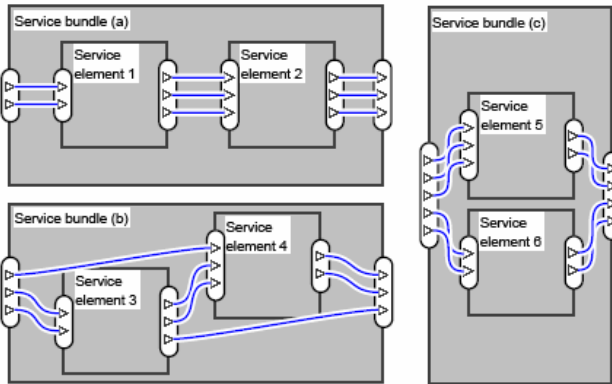 Service bundle (a)
Service
element 1
Service
element 2
Service bundle (b)
Service
element 3
Service
element 4
Service bundle (c)
Service
element 5
Service
element 6